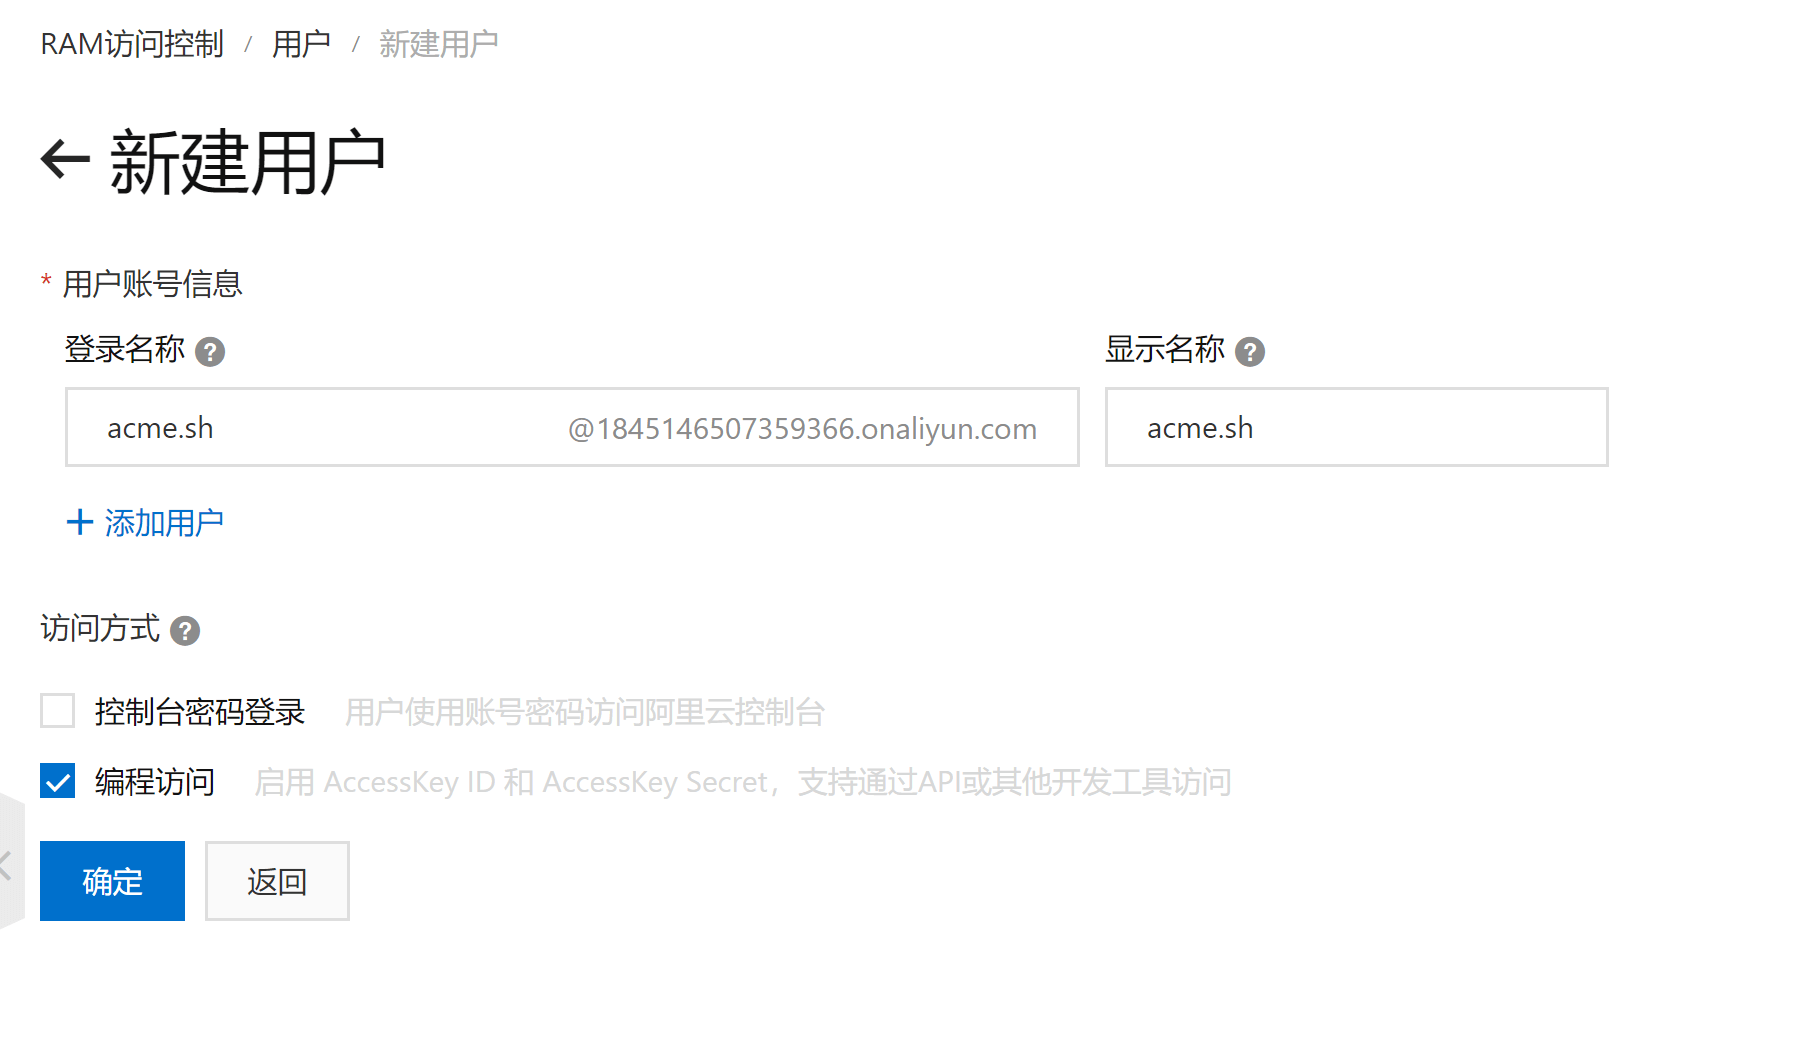 RAM访问控制 / 用户 / 新建用户
新建用户
* 用户账号信息
登录名称 ? 显示名称 ?
acme.sh @1845146507359366.onaliyun.com acme.sh
+ 添加用户
访问方式 ?
控制台密码登录 用户使用账号密码访问阿里云控制台
编程访问 启用 AccessKey ID 和 AccessKey Secret，支持通过API或其他开发工具访问
确定 返回